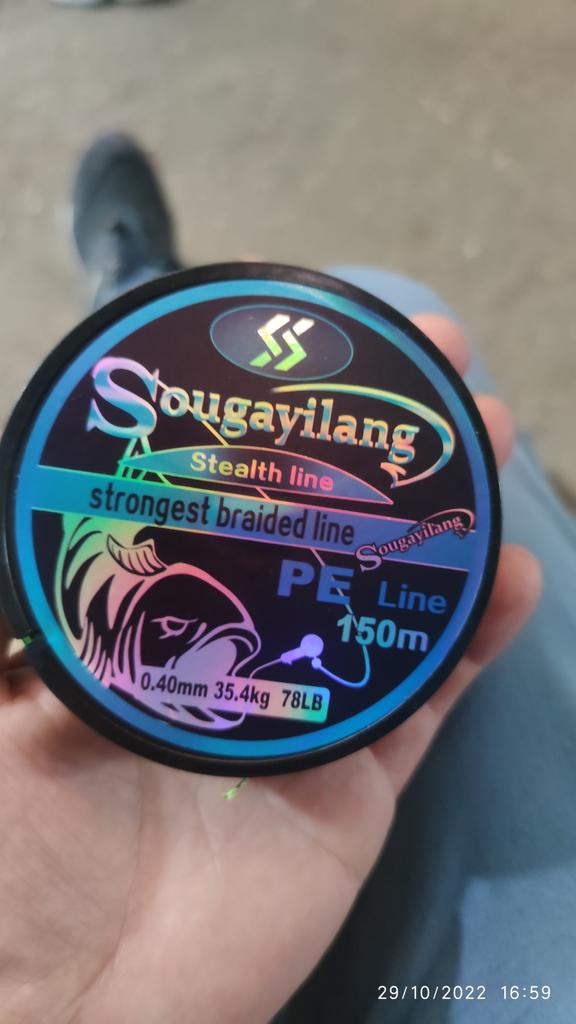 Sougayilang
Stealth line
strongest braided line
Sougayilang
PE Line
150m
0.40mm 35.4kg 78LB
29/10/2022 16:59